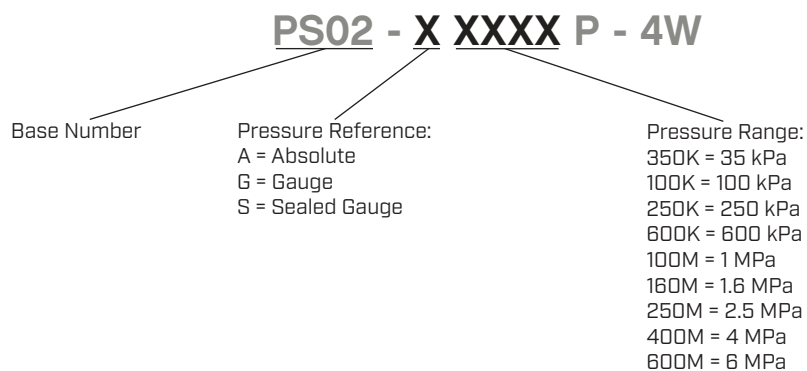 PS02 - X XXXX P - 4W
Base Number
Pressure Reference:
A = Absolute
G = Gauge
S = Sealed Gauge
Pressure Range:
350K = 35 kPa
100K = 100 kPa
250K = 250 kPa
600K = 600 kPa
100M = 1 MPa
160M = 1.6 MPa
250M = 2.5 MPa
400M = 4 MPa
600M = 6 MPa